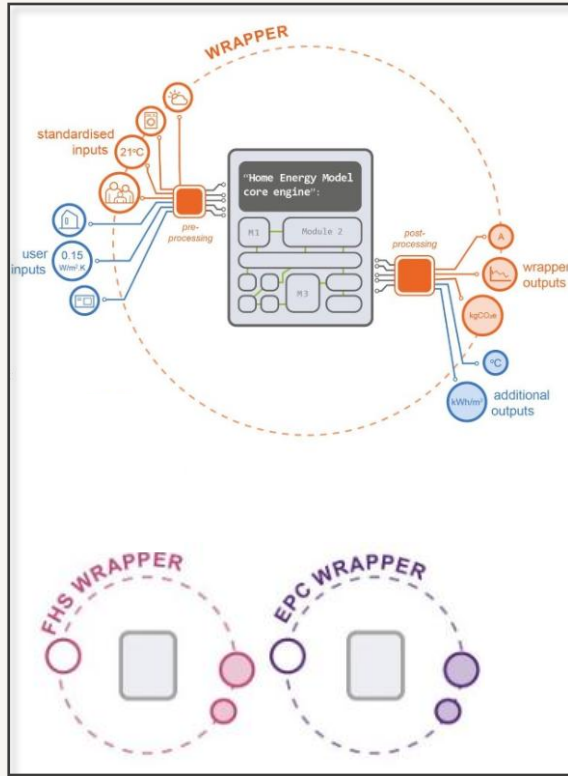 WRAPPER
standardised
inputs
21°C
user
inputs
0.15
W/m².K
pre-
processing
"Home Energy Model
core engine":
M1
Module 2
M3
post-
processing
A
wrapper
outputs
kgCO₂e
°C
kWh/m²
additional
outputs
FHS WRAPPER
EPC WRAPPER